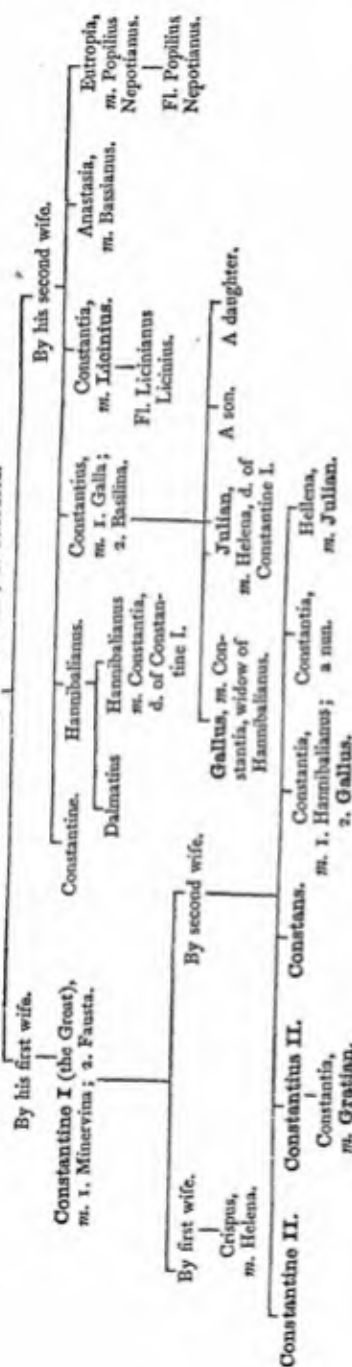 By his first wife.
By his second wife.
Constantine I (the Great),
m. 1. Minervina; 2. Fausta.
Constantine.
Hannibalianus.
Constantius,
m. 1. Galla;
2. Basilina.
Constantia,
m. Licinius.
Anastasia,
m. Bassianus.
Eutropia,
m. Popilius
Nepotianus.
Dalmatius
Hannibalianus
m. Constantia,
d. of Constan-
tine I.
Fl. Licinianus
Licinius.
Fl. Popilius
Nepotianus.
Gallus, m. Con-
stantia, widow of
Hannibalianus.
Julian,
m. Helena, d. of
Constantine I.
A son.
A daughter.
By first wife.
By second wife.
Crispus,
m. Helena.
Constantine II.
Constantius II.
Constans.
Constantia,
m. 1. Hannibalianus;
2. Gallus.
Constantia,
a nun.
Helena,
m. Julian.
Constantia,
m. Gratian.